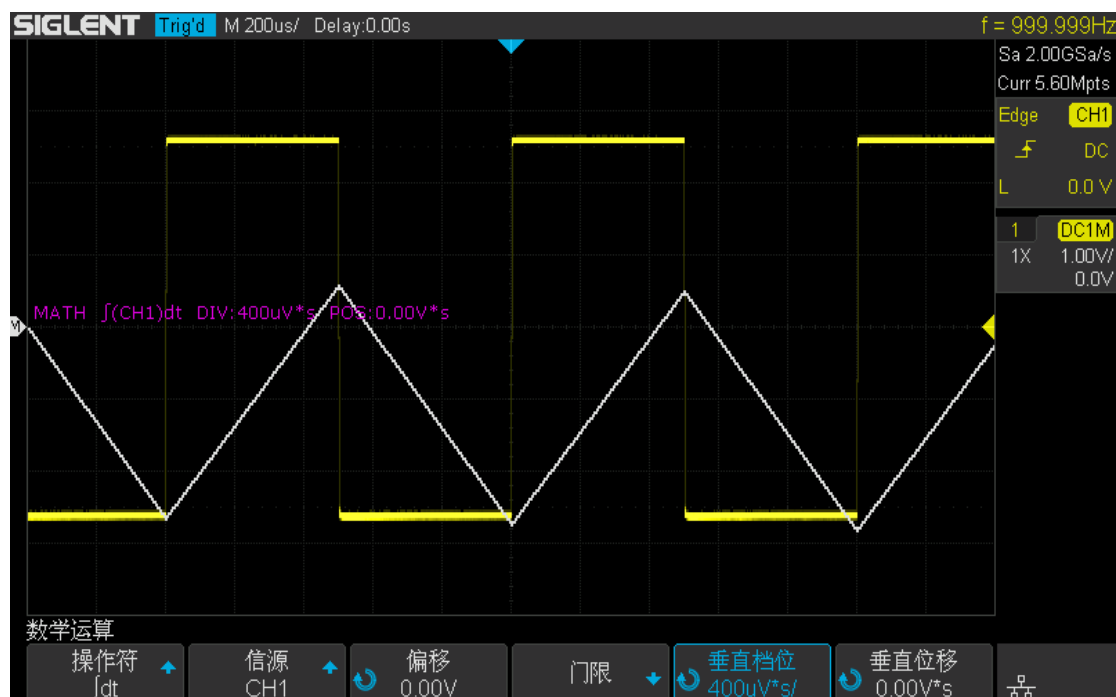 SIGLENT Trig'd M 200us/ Delay:0.00s f = 999.999Hz
Sa 2.00GSa/s
Curr 5.60Mpts
Edge CH1
DC
L 0.0 V
1 DC1M
1X 1.00V/
0.0V
MATH ∫(CH1)dt DIV:400uV*s POS:0.00V*s
M
数学运算
操作符 信源 偏移 门限 垂直档位 垂直位移
∫dt CH1 0.00V 400uV*s/ 0.00V*s